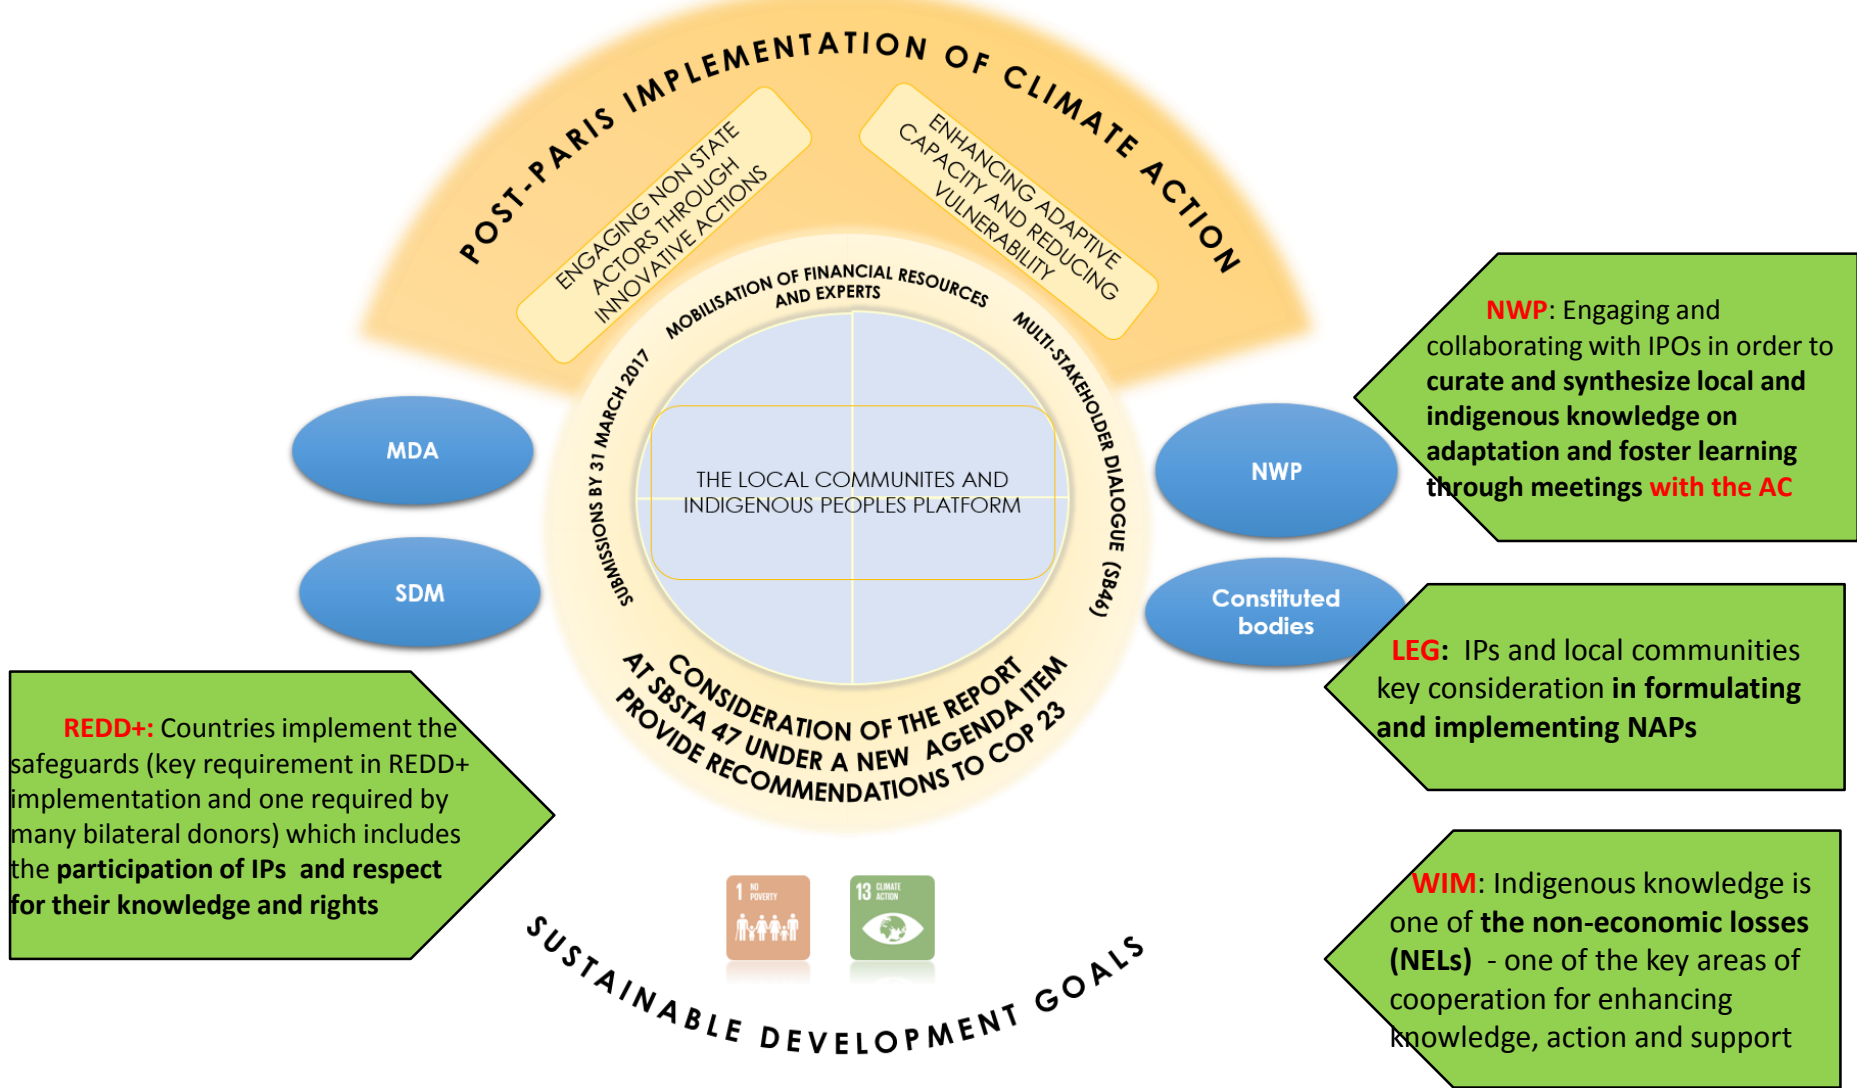 POST-PARIS IMPLEMENTATION OF CLIMATE ACTION
ENGAGING NON STATE
ACTORS THROUGH
INNOVATIVE ACTIONS
ENHANCING ADAPTIVE
CAPACITY AND REDUCING
VULNERABILITY
MOBILISATION OF FINANCIAL RESOURCES
AND EXPERTS
SUBMISSIONS BY 31 MARCH 2017
MULTI-STAKEHOLDER DIALOGUE (SB46)
THE LOCAL COMMUNITES AND
INDIGENOUS PEOPLES PLATFORM
CONSIDERATION OF THE REPORT
AT SBSTA 47 UNDER A NEW AGENDA ITEM
PROVIDE RECOMMENDATIONS TO COP 23
MDA
SDM
NWP
Constituted
bodies
NWP: Engaging and
collaborating with IPOs in order to
curate and synthesize local and
indigenous knowledge on
adaptation and foster learning
through meetings with the AC
LEG: IPs and local communities
key consideration in formulating
and implementing NAPs
REDD+: Countries implement the
safeguards (key requirement in REDD+
implementation and one required by
many bilateral donors) which includes
the participation of IPs and respect
for their knowledge and rights
WIM: Indigenous knowledge is
one of the non-economic losses
(NELs) - one of the key areas of
cooperation for enhancing
knowledge, action and support
1 NO
POVERTY
13 CLIMATE
ACTION
SUSTAINABLE DEVELOPMENT GOALS